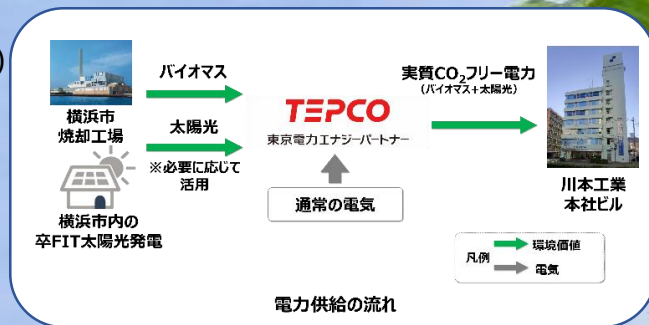 バイオマス
横浜市
焼却工場
太陽光
※必要に応じて
活用
横浜市内の
卒FIT太陽光発電
TEPCO
東京電力エナジーパートナー
通常の電気
実質CO₂フリー電力
(バイオマス+太陽光)
川本工業
本社ビル
凡例
環境価値
電気
電力供給の流れ